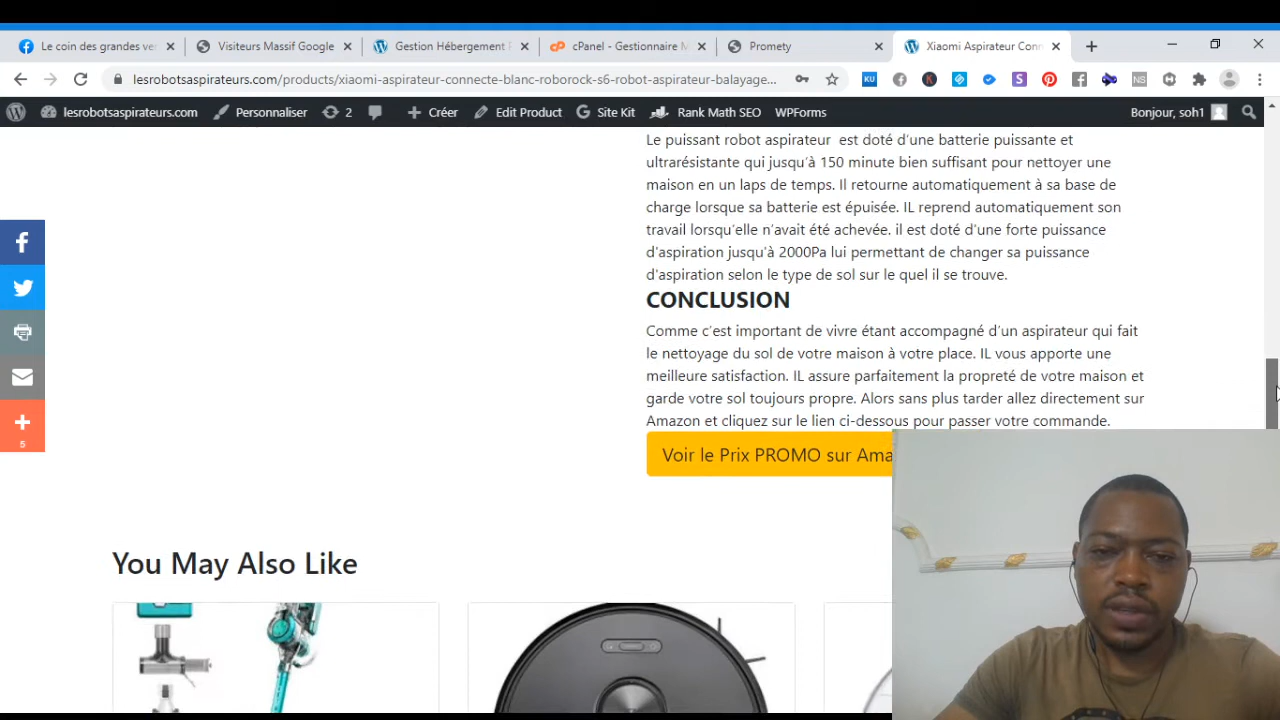 Le coin des grandes ve
Visiteurs Massif Google
Gestion Hébergement
cPanel - Gestionnaire M
Promety
Xiaomi Aspirateur Conn
lesrobotsaspirateurs.com/products/xiaomi-aspirateur-connecte-blanc-roborock-s6-robot-aspirateur-balayage...
lesrobotsaspirateurs.com
Personnaliser
2
Créer
Edit Product
Site Kit
Rank Math SEO
WPForms
Bonjour, soh1
Le puissant robot aspirateur est doté d'une batterie puissante et
ultrarésistante qui jusqu'à 150 minute bien suffisant pour nettoyer une
maison en un laps de temps. Il retourne automatiquement à sa base de
charge lorsque sa batterie est épuisée. IL reprend automatiquement son
travail lorsqu'elle n'avait été achevée. il est doté d'une forte puissance
d'aspiration jusqu'à 2000Pa lui permettant de changer sa puissance
d'aspiration selon le type de sol sur le quel il se trouve.
CONCLUSION
Comme c'est important de vivre étant accompagné d'un aspirateur qui fait
le nettoyage du sol de votre maison à votre place. IL vous apporte une
meilleure satisfaction. IL assure parfaitement la propreté de votre maison et
garde votre sol toujours propre. Alors sans plus tarder allez directement sur
Amazon et cliquez sur le lien ci-dessous pour passer votre commande.
Voir le Prix PROMO sur Ama
5
You May Also Like